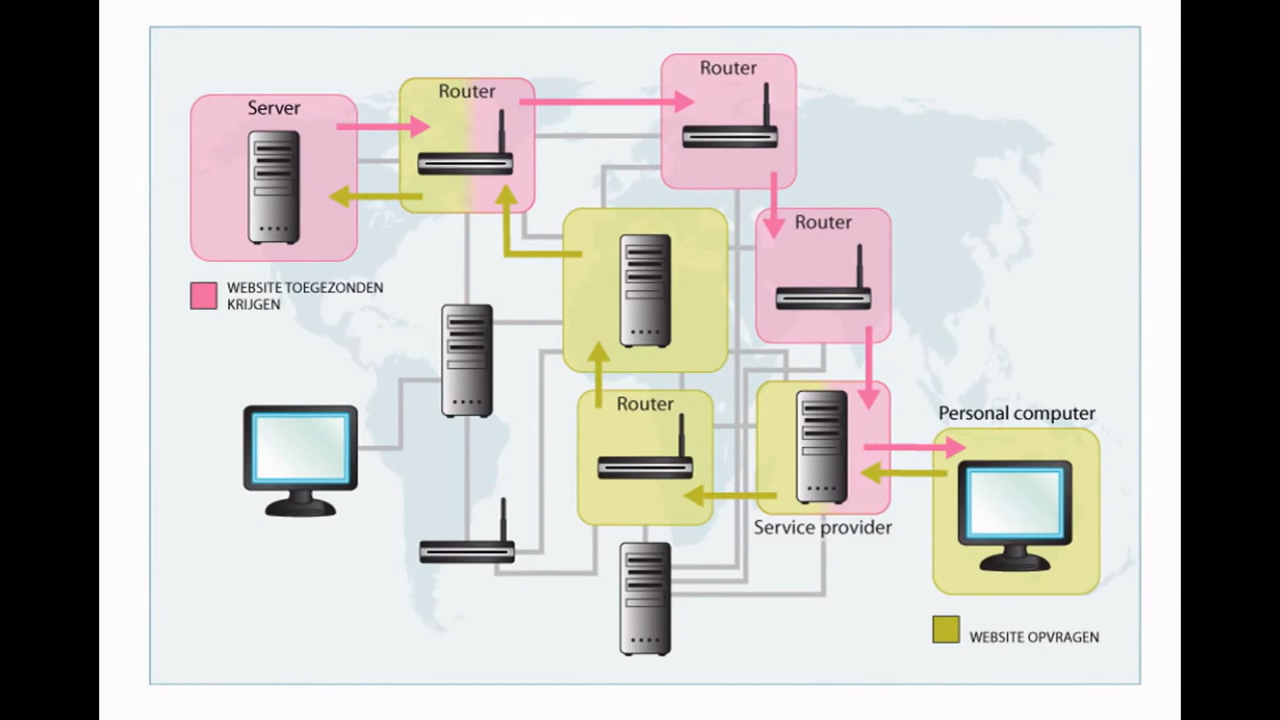 Router
Router
Server
WEBSITE TOEGEZONDEN
KRIJGEN
Router
Router
Personal computer
Service provider
WEBSITE OPVRAGEN